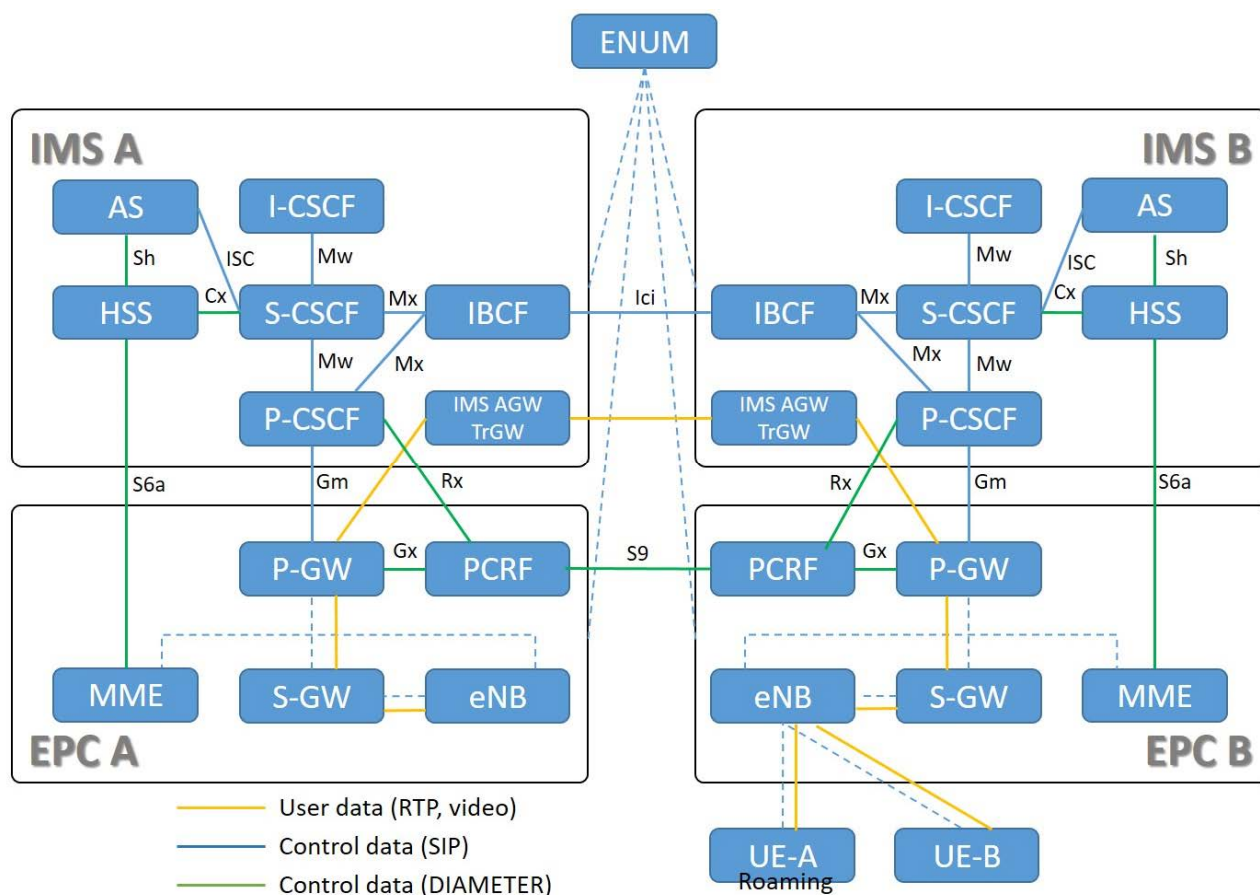 ENUM
IMS A
IMS B
AS
I-CSCF
I-CSCF
AS
Sh
ISC
Mw
Mw
ISC
Sh
HSS
Cx
S-CSCF
Mx
IBCF
Ici
IBCF
Mx
S-CSCF
Cx
HSS
Mw
Mx
Mx
Mw
P-CSCF
IMS AGW
TrGW
IMS AGW
TrGW
P-CSCF
S6a
Gm
Rx
Rx
Gm
S6a
P-GW
Gx
PCRF
S9
PCRF
Gx
P-GW
MME
S-GW
eNB
eNB
S-GW
MME
EPC A
EPC B
User data (RTP, video)
Control data (SIP)
Control data (DIAMETER)
UE-A
Roaming
UE-B